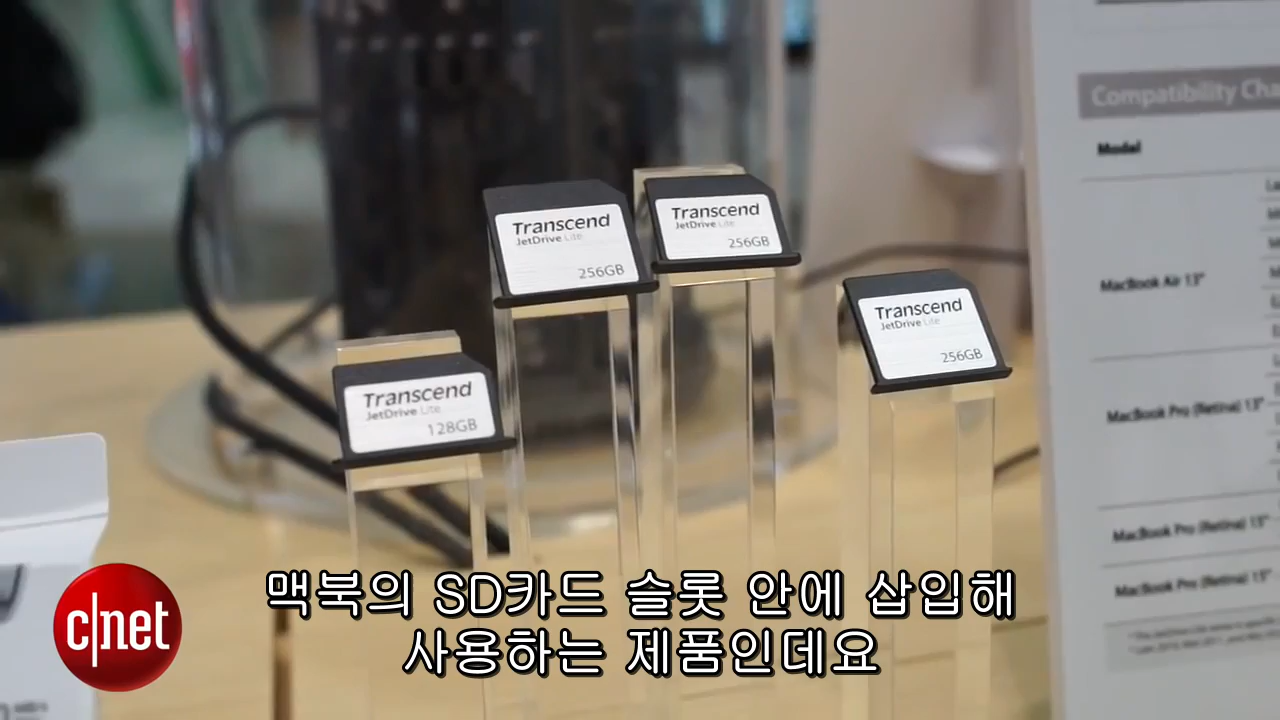 Compatibility
Model
Transcend
JetDrive Lite
256GB
Transcend
JetDrive Lite
256GB
MacBook Air 13"
Transcend
JetDrive Lite
256GB
Transcend
JetDrive Lite
128GB
MacBook Pro (Retina) 13"
MacBook Pro (Retina) 15"
MacBook Pro (Retina) 15"
맥북의 SD카드 슬롯 안에 삽입해
사용하는 제품인데요
c|net